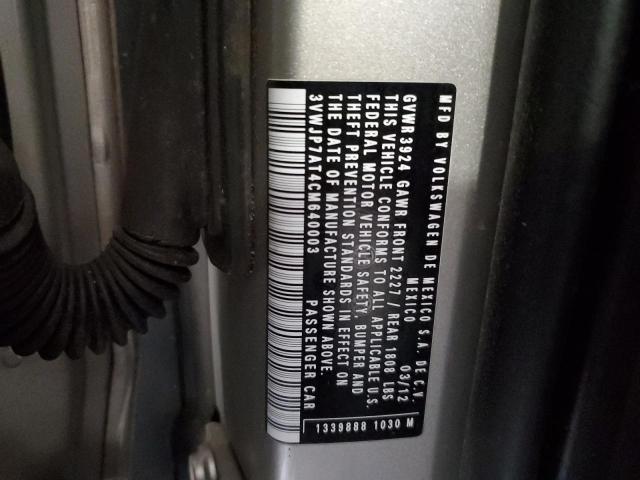 MFD BY VOLKSWAGEN DE MEXICO S.A. DE C.V.
MEXICO 03/12
GVWR 3924 GAWR FRONT 2227/ REAR 1808 LBS
THIS VEHICLE CONFORMS TO ALL APPLICABLE U.S.
FEDERAL MOTOR VEHICLE SAFETY, BUMPER AND
THEFT PREVENTION STANDARDS IN EFFECT ON
THE DATE OF MANUFACTURE SHOWN ABOVE.
3VWJP7AT4CM640003 PASSENGER CAR
1339888 1030 M